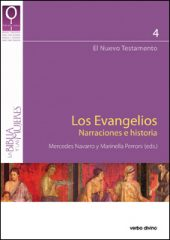 4
El Nuevo Testamento
Los Evangelios
Narraciones e historia
Mercedes Navarro y Marinella Perroni (eds.)
LA BIBLIA
Y LAS MUJERES
verbo divino